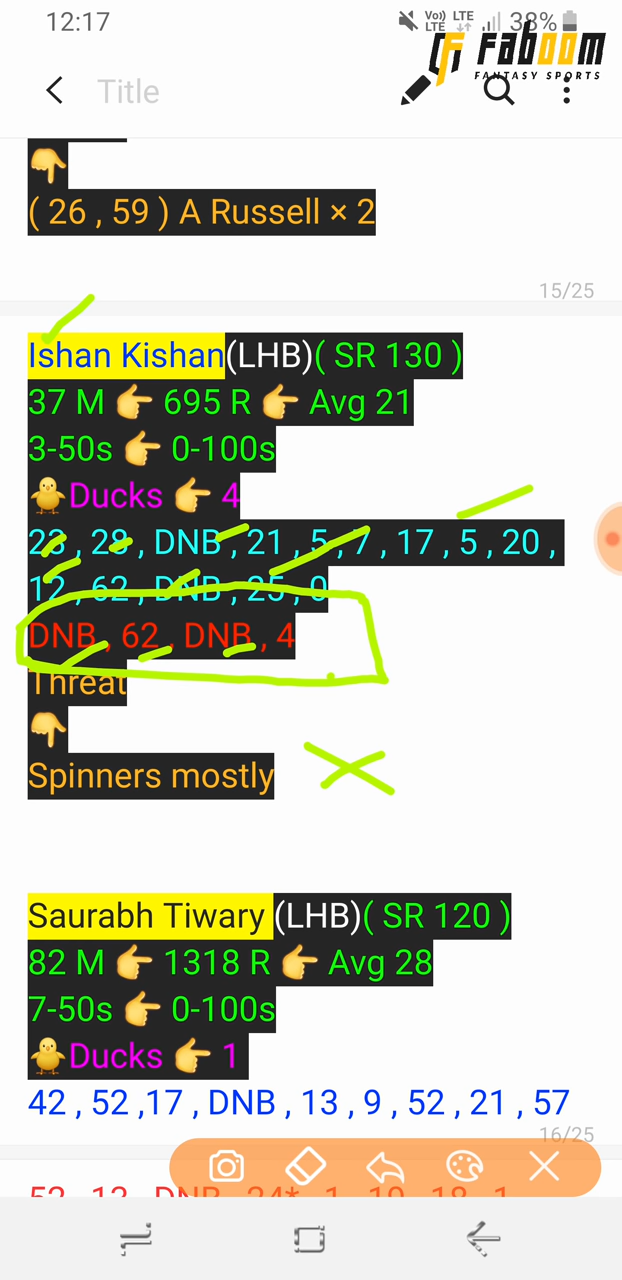 12:17
Vo) LTE
LTE
38%
FABOOM
FANTASY SPORTS
Title
( 26 , 59 ) A Russell × 2
15/25
Ishan Kishan(LHB)( SR 130 )
37 M 👉 695 R 👉 Avg 21
3-50s 👉 0-100s
🐥Ducks 👉 4
23 , 28 , DNB , 21 , 5 , 7 , 17 , 5 , 20 ,
12 , 62 , DNB , 25 , 0
DNB , 62 , DNB , 4
Threat
👇
Spinners mostly
Saurabh Tiwary (LHB)( SR 120 )
82 M 👉 1318 R 👉 Avg 28
7-50s 👉 0-100s
🐥Ducks 👉 1
42 , 52 ,17 , DNB , 13 , 9 , 52 , 21 , 57
16/25